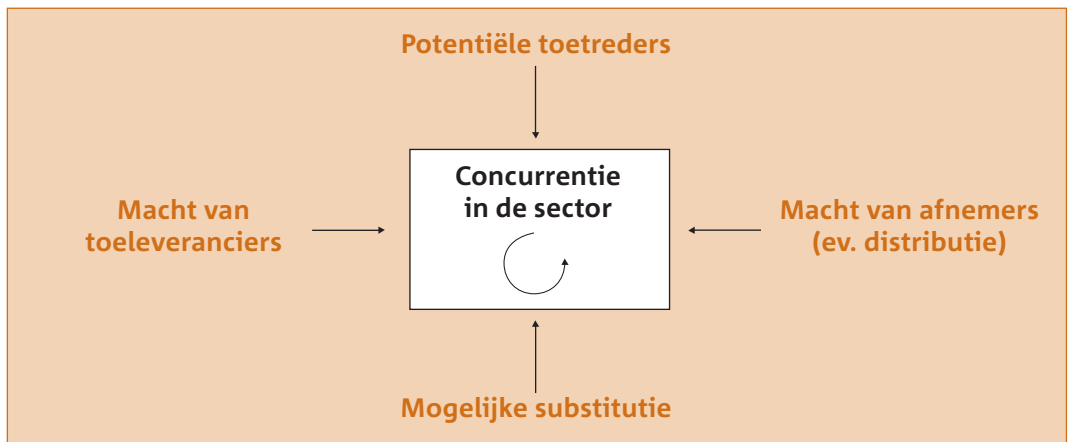 Potentiële toetreders
Concurrentie
in de sector
Macht van
toeleveranciers
Macht van afnemers
(ev. distributie)
Mogelijke substitutie